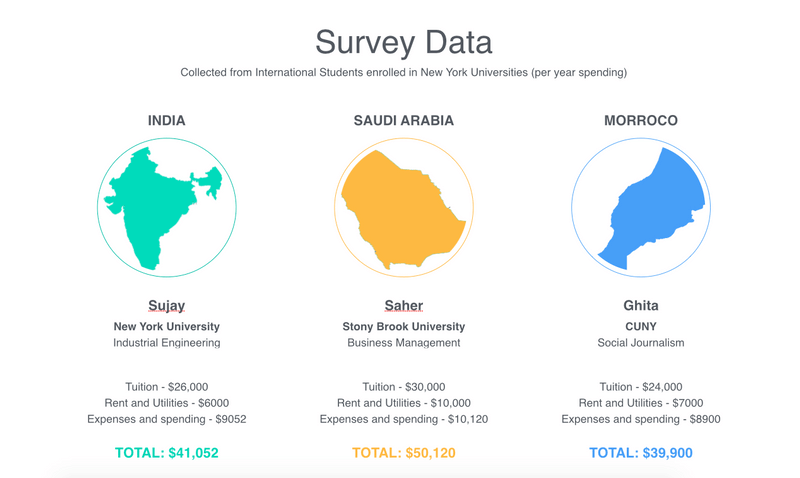 Survey Data
Collected from International Students enrolled in New York Universities (per year spending)
INDIA
Sujay
New York University
Industrial Engineering
Tuition - $26,000
Rent and Utilities - $6000
Expenses and spending - $9052
TOTAL: $41,052
SAUDI ARABIA
Saher
Stony Brook University
Business Management
Tuition - $30,000
Rent and Utilities - $10,000
Expenses and spending - $10,120
TOTAL: $50,120
MORROCO
Ghita
CUNY
Social Journalism
Tuition - $24,000
Rent and Utilities - $7000
Expenses and spending - $8900
TOTAL: $39,900